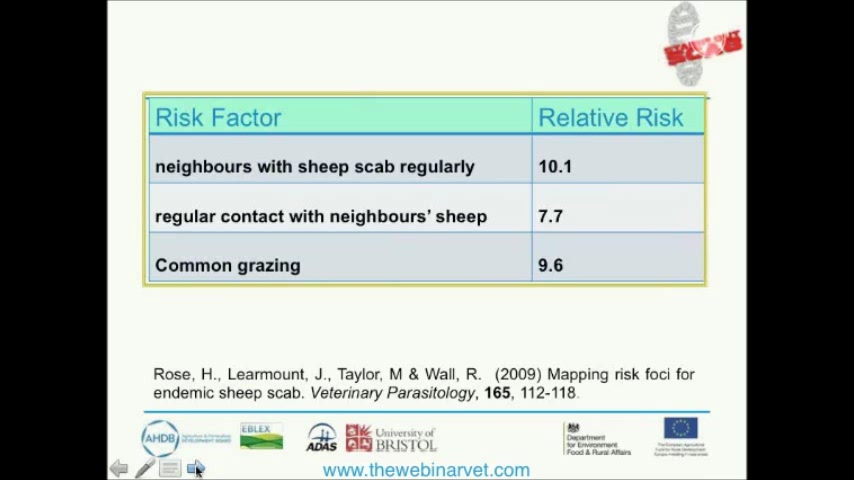 SCAB
Risk Factor Relative Risk
neighbours with sheep scab regularly 10.1
regular contact with neighbours’ sheep 7.7
Common grazing 9.6
Rose, H., Learmount, J., Taylor, M & Wall, R. (2009) Mapping risk foci for
endemic sheep scab. Veterinary Parasitology, 165, 112-118.
AHDB
EBLEX
ADAS
University of
BRISTOL
Department
for Environment
Food & Rural Affairs
www.thewebinarvet.com